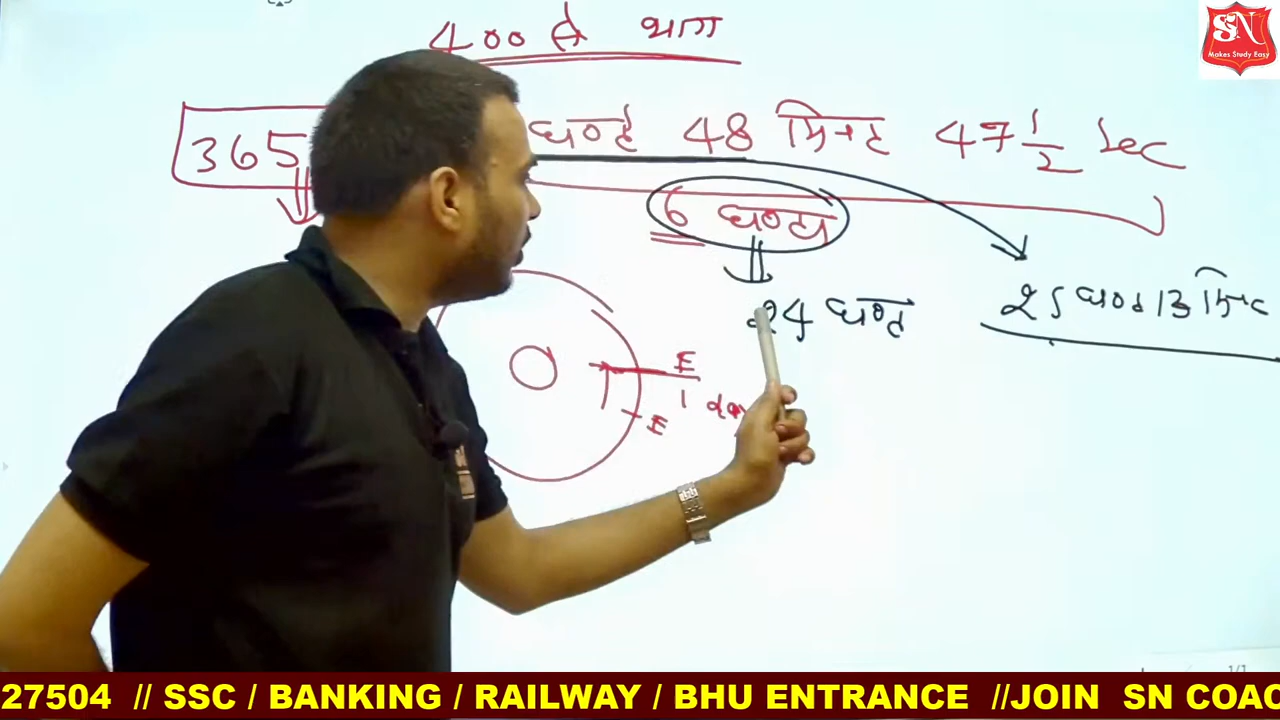 400 से भाग
365 घण्टे 48 मिनट 47 1/2 Sec
6 घण्टा
24 घण्टे
25 घण्टे 13 मिनट
E
1 day
E
SN
Makes Study Easy
27504 // SSC / BANKING / RAILWAY / BHU ENTRANCE //JOIN SN COAC